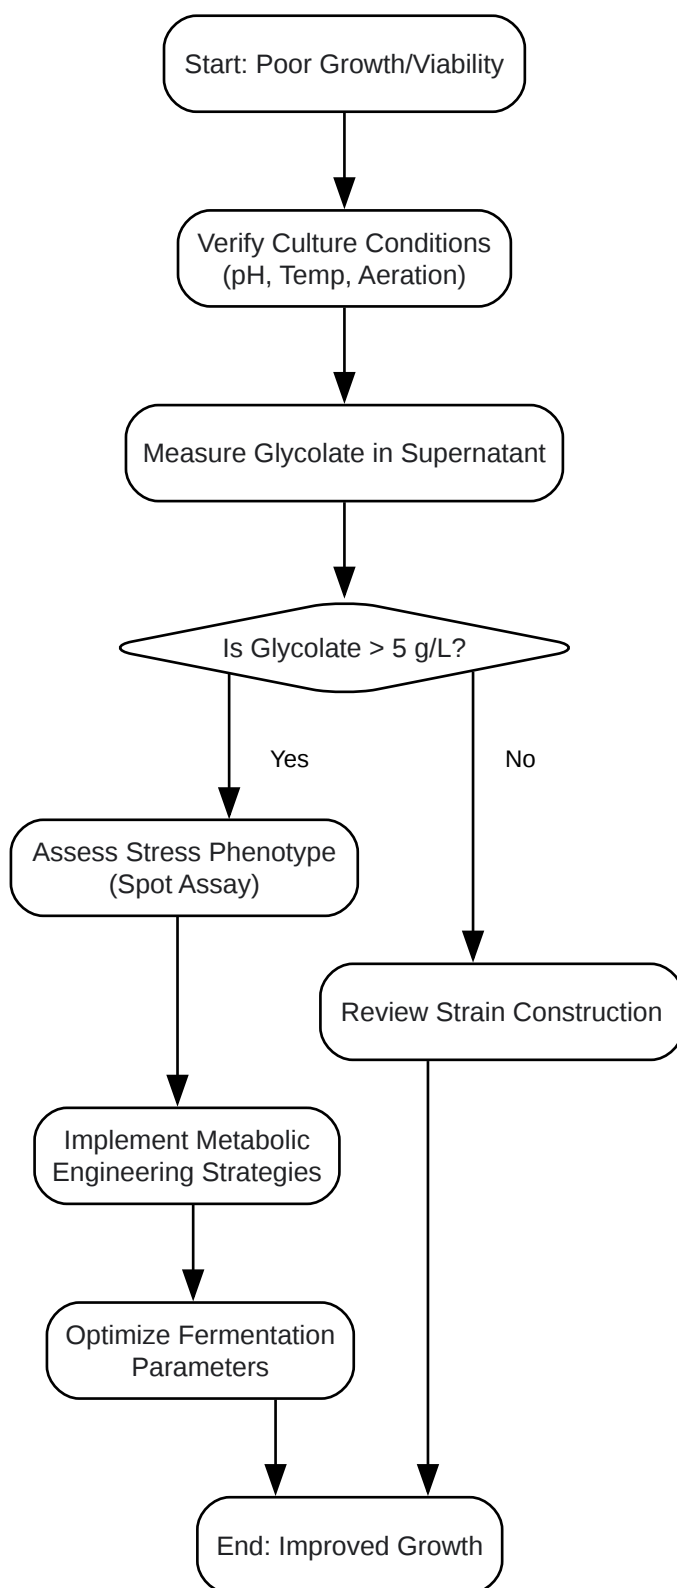 Start: Poor Growth/Viability
Verify Culture Conditions
(pH, Temp, Aeration)
Measure Glycolate in Supernatant
Is Glycolate > 5 g/L?
Yes
No
Assess Stress Phenotype
(Spot Assay)
Review Strain Construction
Implement Metabolic
Engineering Strategies
Optimize Fermentation
Parameters
End: Improved Growth